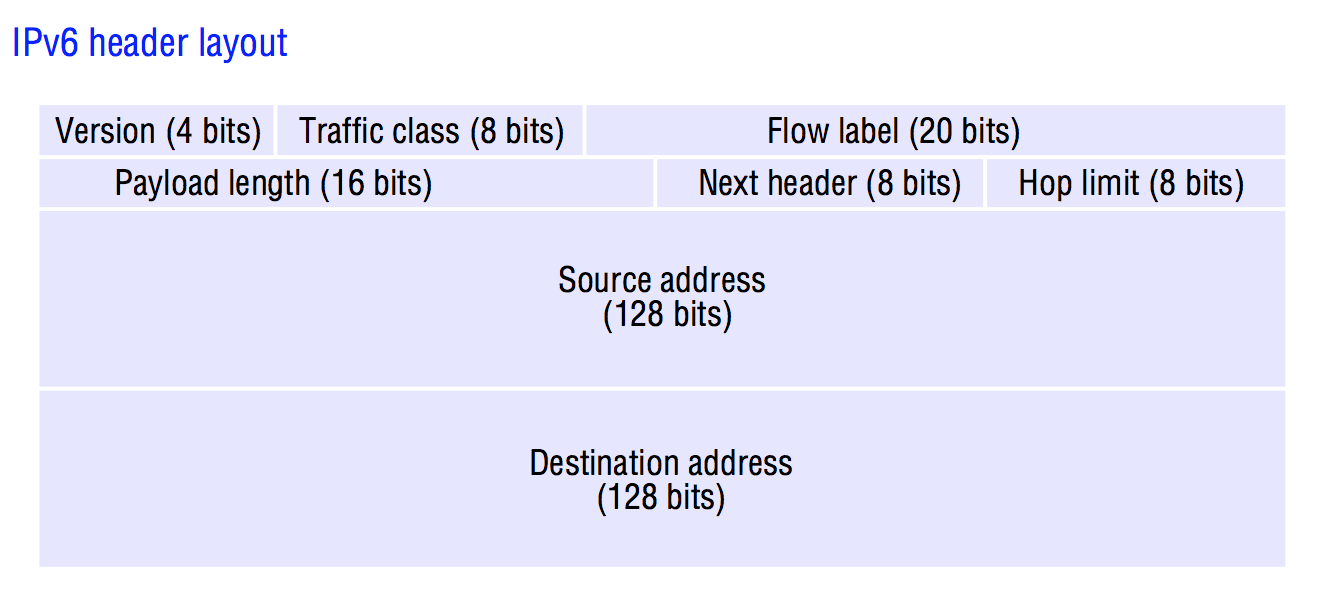 IPv6 header layout
Version (4 bits) Traffic class (8 bits) Flow label (20 bits)
Payload length (16 bits) Next header (8 bits) Hop limit (8 bits)
Source address
(128 bits)
Destination address
(128 bits)